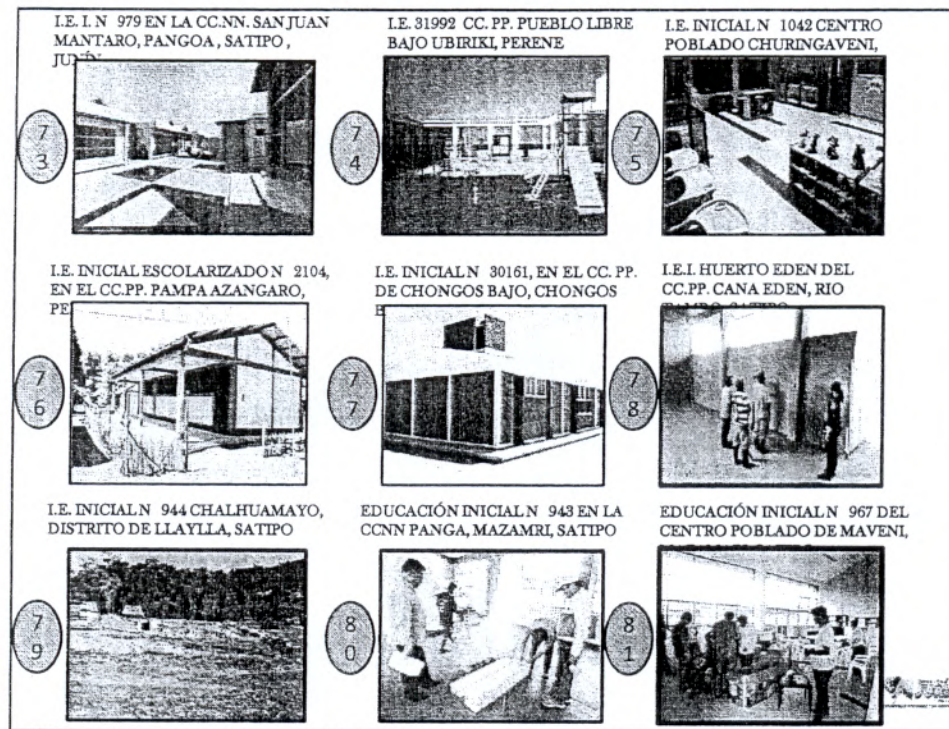 I.E. I. N 979 EN LA CC.NN. SAN JUAN
MANTARO, PANGOA , SATIPO ,
JUNÍN
73
I.E. 31992 CC. PP. PUEBLO LIBRE
BAJO UBIRIKI, PERENE
74
I.E. INICIAL N 1042 CENTRO
POBLADO CHURINGAVENI,
75
I.E. INICIAL ESCOLARIZADO N 2104,
EN EL CC.PP. PAMPA AZANGARO,
76
I.E. INICIAL N 30161, EN EL CC. PP.
DE CHONGOS BAJO, CHONGOS
77
I.E.I. HUERTO EDEN DEL
CC.PP. CANA EDEN, RIO
TAMBO, SATIPO
78
I.E. INICIAL N 944 CHALHUAMAYO,
DISTRITO DE LLAYLLA, SATIPO
79
EDUCACIÓN INICIAL N 943 EN LA
CCNN PANGA, MAZAMRI, SATIPO
80
EDUCACIÓN INICIAL N 967 DEL
CENTRO POBLADO DE MAVENI,
81